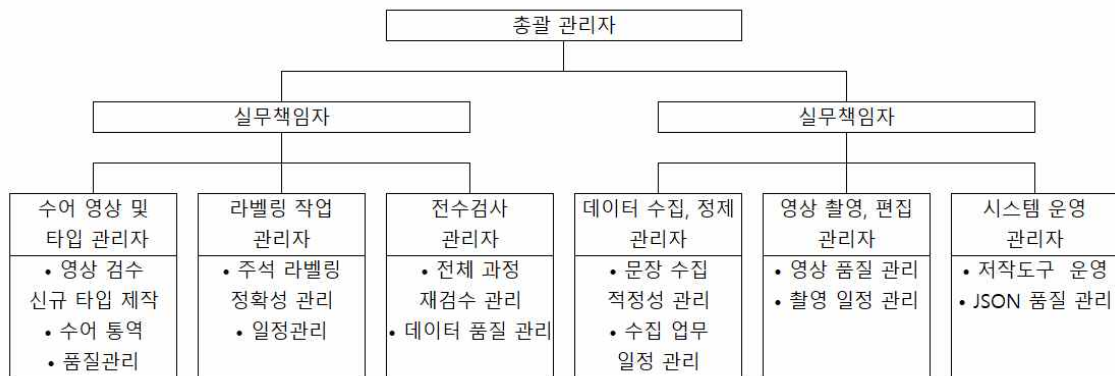 총괄 관리자
실무책임자
실무책임자
수어 영상 및
타입 관리자
• 영상 검수
신규 타입 제작
• 수어 통역
• 품질관리
라벨링 작업
관리자
• 주석 라벨링
정확성 관리
• 일정관리
전수검사
관리자
• 전체 과정
재검수 관리
• 데이터 품질 관리
데이터 수집, 정제
관리자
• 문장 수집
적정성 관리
• 수집 업무
일정 관리
영상 촬영, 편집
관리자
• 영상 품질 관리
• 촬영 일정 관리
시스템 운영
관리자
• 저작도구 운영
• JSON 품질 관리